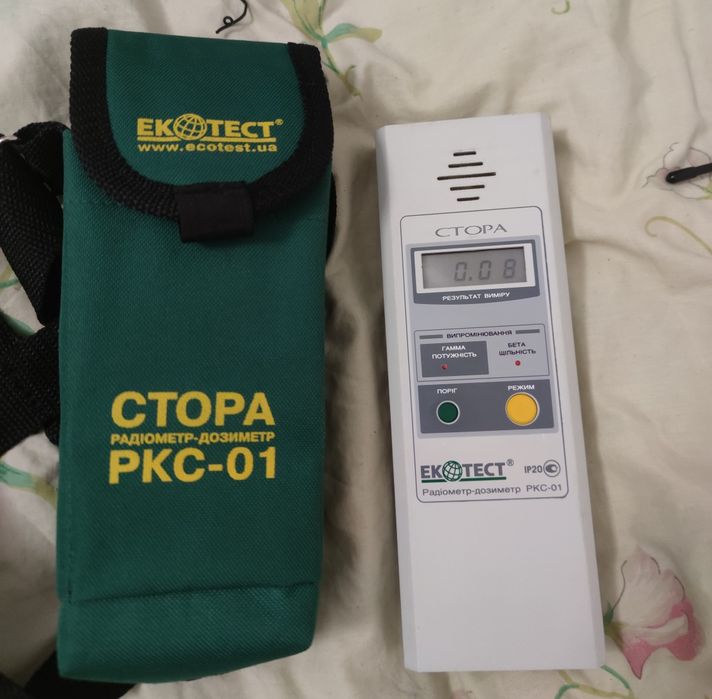 ЕКОТЕСТ®
www.ecotest.ua
СТОРА
РАДІОМЕТР-ДОЗИМЕТР
РКС-01
СТОРА
0.08
РЕЗУЛЬТАТ ВИМІРУ
ВИПРОМІНЮВАННЯ
ГАММА
ПОТУЖНІСТЬ
БЕТА
ЩІЛЬНІСТЬ
ПОРІГ
РЕЖИМ
ЕКОТЕСТ®
IP20
Радіометр-дозиметр РКС-01